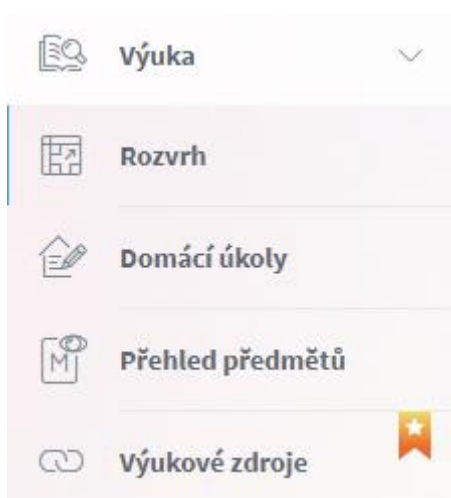 Výuka
Rozvrh
Domácí úkoly
Přehled předmětů
Výukové zdroje